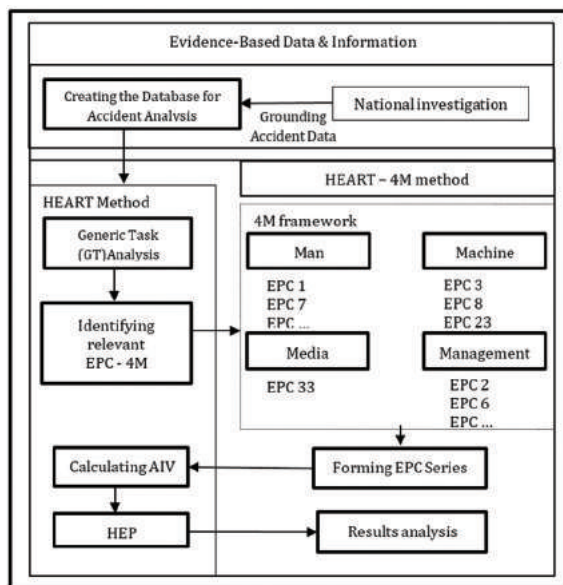 Evidence-Based Data & Information
Creating the Database for
Accident Analysis
National investigation
Grounding
Accident Data
HEART – 4M method
HEART Method
4M framework
Generic Task
(GT)Analysis
Man
Machine
EPC 1
EPC 7
EPC ...
EPC 3
EPC 8
EPC 23
Identifying
relevant
EPC - 4M
Media
Management
EPC 33
EPC 2
EPC 6
EPC ...
Calculating AIV
Forming EPC Series
HEP
Results analysis